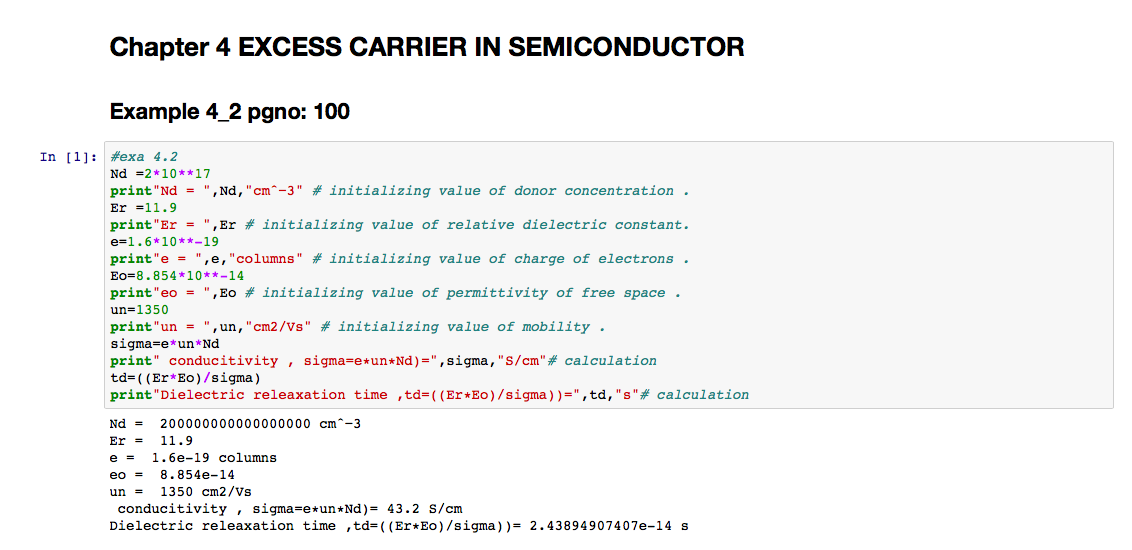 Chapter 4 EXCESS CARRIER IN SEMICONDUCTOR
Example 4_2 pgno: 100
In [1]: #exa 4.2
Nd =2*10**17
print"Nd = ",Nd,"cm^-3" # initializing value of donor concentration .
Er =11.9
print"Er = ",Er # initializing value of relative dielectric constant.
e=1.6*10**-19
print"e = ",e,"columns" # initializing value of charge of electrons .
Eo=8.854*10**-14
print"eo = ",Eo # initializing value of permittivity of free space .
un=1350
print"un = ",un,"cm2/Vs" # initializing value of mobility .
sigma=e*un*Nd
print" conducitivity , sigma=e*un*Nd)=",sigma,"S/cm"# calculation
td=((Er*Eo)/sigma)
print"Dielectric releaxation time ,td=((Er*Eo)/sigma))=",td,"s"# calculation
Nd =  200000000000000000 cm^-3
Er =  11.9
e =  1.6e-19 columns
eo =  8.854e-14
un =  1350 cm2/Vs
 conducitivity , sigma=e*un*Nd)= 43.2 S/cm
Dielectric releaxation time ,td=((Er*Eo)/sigma))= 2.43894907407e-14 s